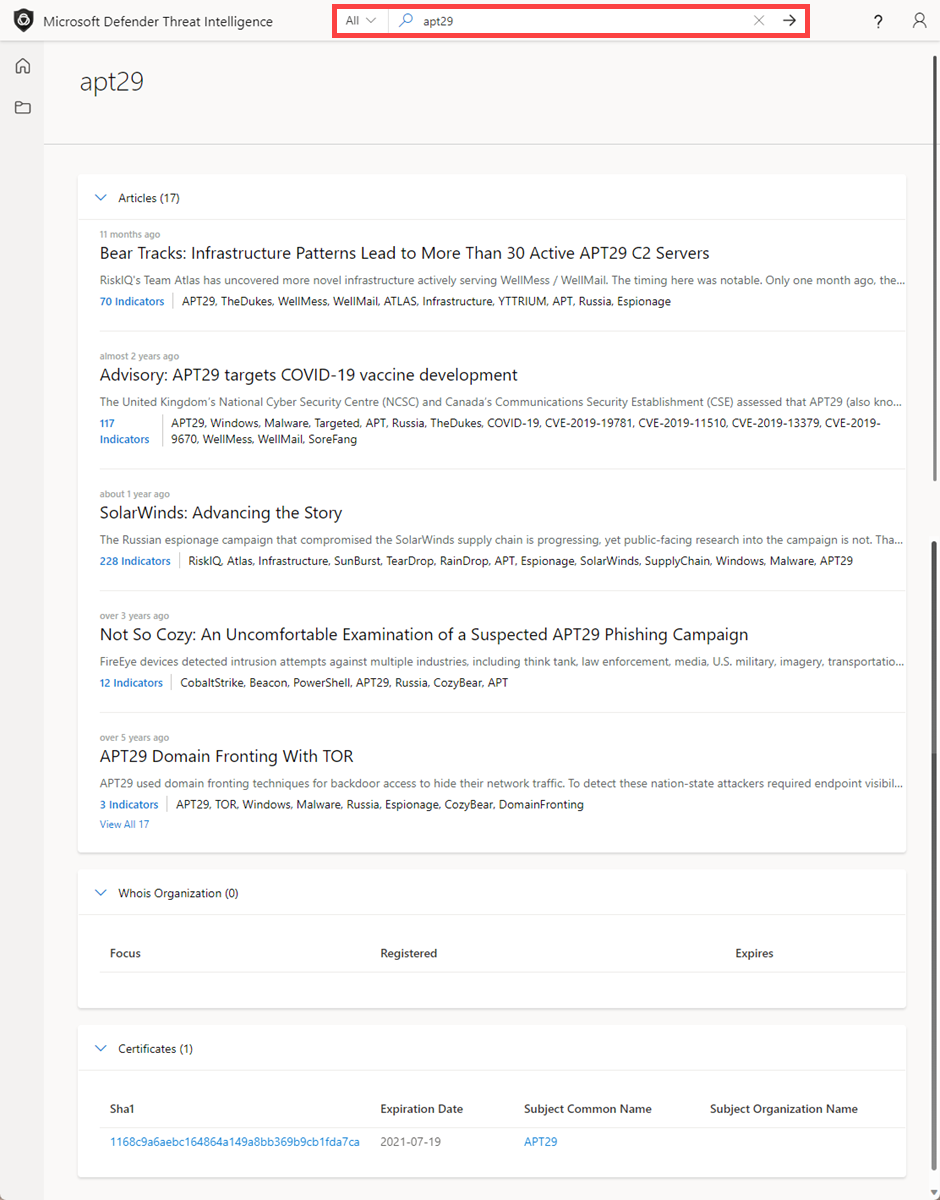 Microsoft Defender Threat Intelligence
All
apt29
?
apt29
Articles (17)
11 months ago
Bear Tracks: Infrastructure Patterns Lead to More Than 30 Active APT29 C2 Servers
RiskIQ's Team Atlas has uncovered more novel infrastructure actively serving WellMess / WellMail. The timing here was notable. Only one month ago, the...
70 Indicators
APT29, TheDukes, WellMess, WellMail, ATLAS, Infrastructure, YTTRIUM, APT, Russia, Espionage
almost 2 years ago
Advisory: APT29 targets COVID-19 vaccine development
The United Kingdom's National Cyber Security Centre (NCSC) and Canada's Communications Security Establishment (CSE) assessed that APT29 (also kno...
117
Indicators
APT29, Windows, Malware, Targeted, APT, Russia, TheDukes, COVID-19, CVE-2019-19781, CVE-2019-11510, CVE-2019-13379, CVE-2019-
9670, WellMess, WellMail, SoreFang
about 1 year ago
SolarWinds: Advancing the Story
The Russian espionage campaign that compromised the SolarWinds supply chain is progressing, yet public-facing research into the campaign is not. Tha...
228 Indicators
RiskIQ, Atlas, Infrastructure, SunBurst, TearDrop, RainDrop, APT, Espionage, SolarWinds, SupplyChain, Windows, Malware, APT29
over 3 years ago
Not So Cozy: An Uncomfortable Examination of a Suspected APT29 Phishing Campaign
FireEye devices detected intrusion attempts against multiple industries, including think tank, law enforcement, media, U.S. military, imagery, transportatio...
12 Indicators
CobaltStrike, Beacon, PowerShell, APT29, Russia, CozyBear, APT
over 5 years ago
APT29 Domain Fronting With TOR
APT29 used domain fronting techniques for backdoor access to hide their network traffic. To detect these nation-state attackers required endpoint visibil...
3 Indicators
APT29, TOR, Windows, Malware, Russia, Espionage, CozyBear, DomainFronting
View All 17
Whois Organization (0)
Focus
Registered
Expires
Certificates (1)
Sha1
Expiration Date
Subject Common Name
Subject Organization Name
1168c9a6aebc164864a149a8bb369b9cb1fda7ca
2021-07-19
APT29